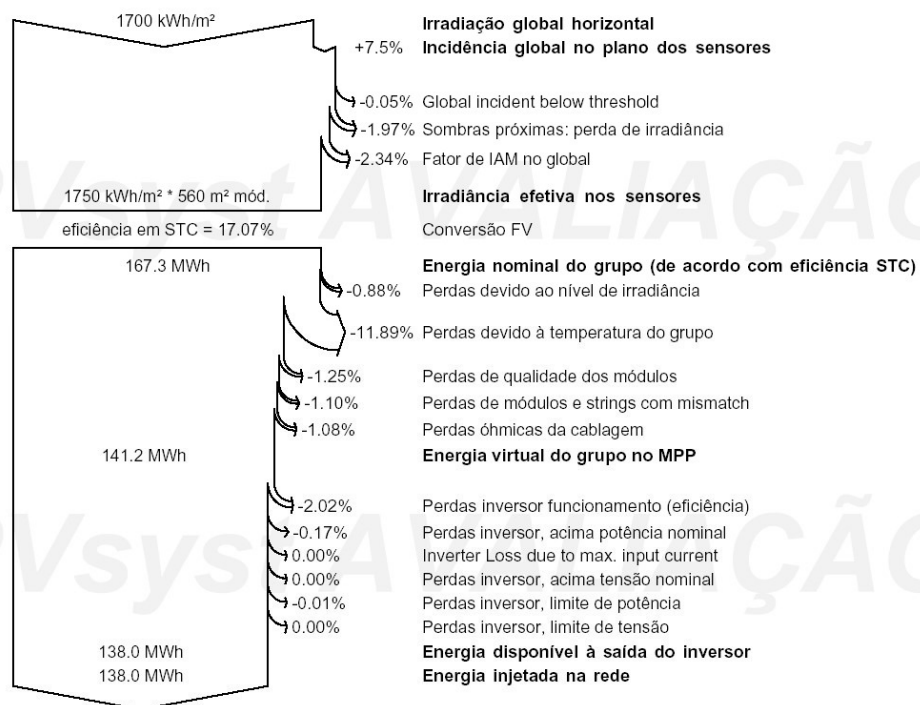 1700 kWh/m² Irradiação global horizontal
+7.5% Incidência global no plano dos sensores
-0.05% Global incident below threshold
-1.97% Sombras próximas: perda de irradiância
-2.34% Fator de IAM no global
PVsyst AVALIAÇÃO
1750 kWh/m² * 560 m² mód. Irradiância efetiva nos sensores
eficiência em STC = 17.07% Conversão FV
167.3 MWh Energia nominal do grupo (de acordo com eficiência STC)
-0.88% Perdas devido ao nível de irradiância
-11.89% Perdas devido à temperatura do grupo
-1.25% Perdas de qualidade dos módulos
-1.10% Perdas de módulos e strings com mismatch
-1.08% Perdas óhmicas da cablagem
141.2 MWh Energia virtual do grupo no MPP
-2.02% Perdas inversor funcionamento (eficiência)
-0.17% Perdas inversor, acima potência nominal
0.00% Inverter Loss due to max. input current
PVsyst AVALIAÇÃO
0.00% Perdas inversor, acima tensão nominal
-0.01% Perdas inversor, limite de potência
0.00% Perdas inversor, limite de tensão
138.0 MWh Energia disponível à saída do inversor
138.0 MWh Energia injetada na rede